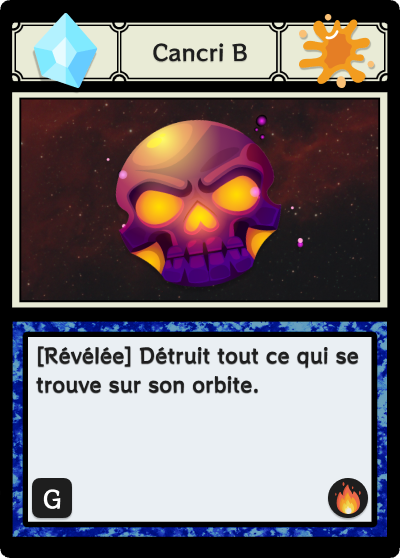 Cancri B
[Révélée] Détruit tout ce qui se
trouve sur son orbite.
G